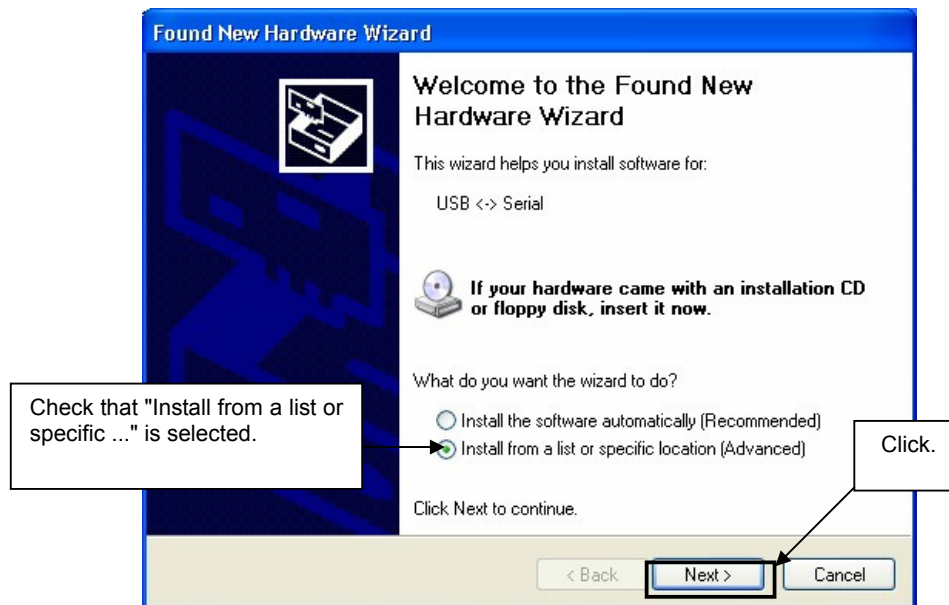 Found New Hardware Wizard
Welcome to the Found New
Hardware Wizard
This wizard helps you install software for:
USB <-> Serial
If your hardware came with an installation CD
or floppy disk, insert it now.
What do you want the wizard to do?
Check that "Install from a list or
specific ..." is selected.
Install the software automatically (Recommended)
Install from a list or specific location (Advanced)
Click.
Click Next to continue.
< Back
Next >
Cancel